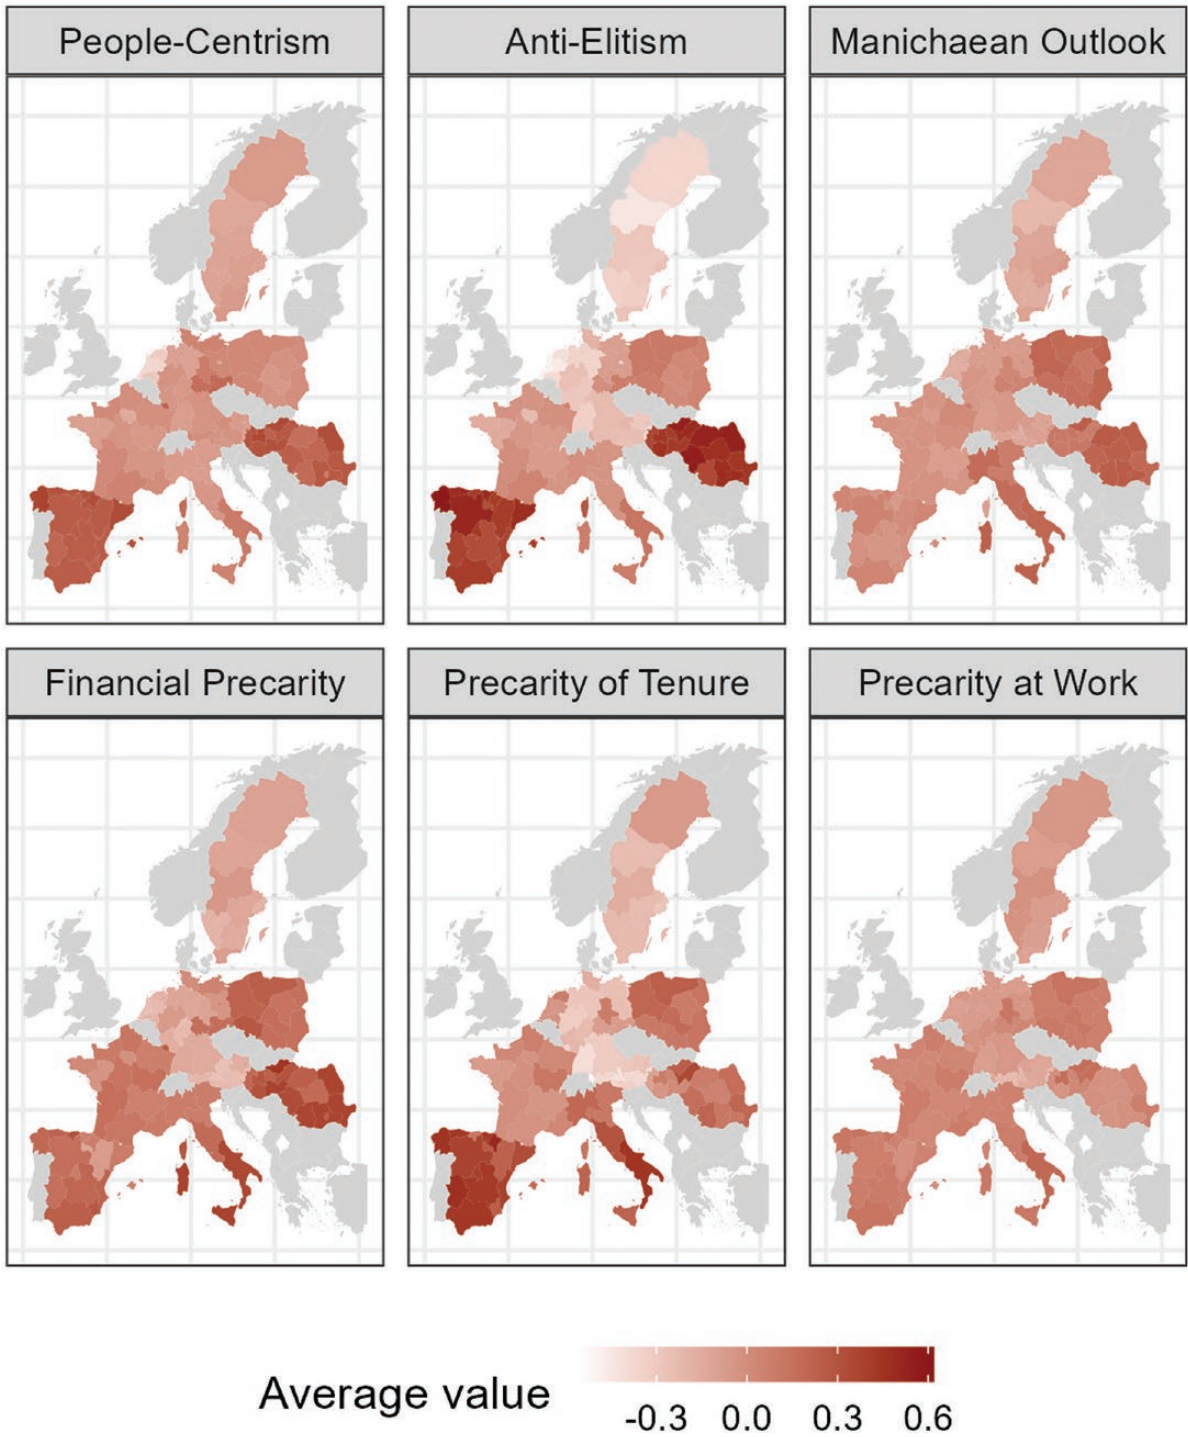 People-Centrism
Anti-Elitism
Manichaean Outlook
Financial Precarity
Precarity of Tenure
Precarity at Work
Average value
-0.3 0.0 0.3 0.6